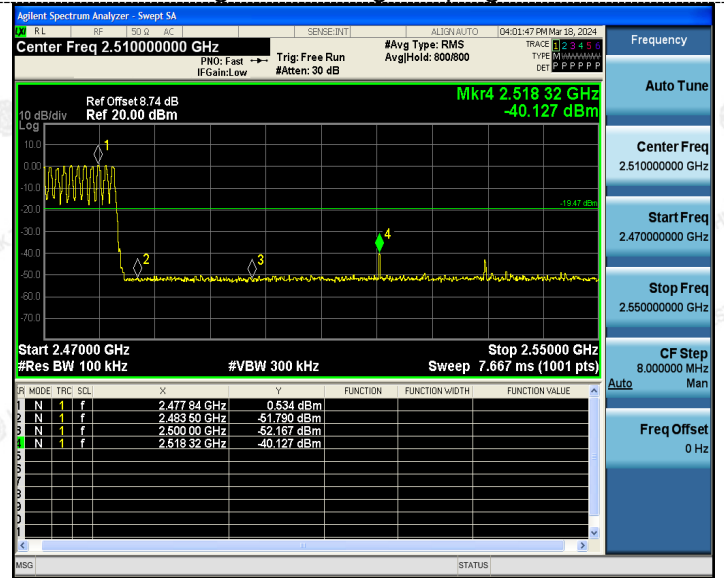 Agilent Spectrum Analyzer - Swept SA
LXI RL RF 50 Ω AC SENSE:INT ALIGN AUTO 04:01:47 PM Mar 18, 2024
Center Freq 2.510000000 GHz
PNO: Fast
IFGain:Low
Trig: Free Run
#Atten: 30 dB
#Avg Type: RMS
Avg|Hold: 800/800
TRACE 1 2 3 4 5 6
TYPE M
DET P P P P P P
Ref Offset 8.74 dB
Ref 20.00 dBm
10 dB/div
Log
Mkr4 2.518 32 GHz
-40.127 dBm
10.0
0.00
-10.0
-20.0
-30.0
-40.0
-50.0
-60.0
-70.0
1
2
3
4
-19.47 dBm
Start 2.47000 GHz
Stop 2.55000 GHz
#Res BW 100 kHz
#VBW 300 kHz
Sweep 7.667 ms (1001 pts)
MODE TRC SCL X Y FUNCTION FUNCTION WIDTH FUNCTION VALUE
1 N 1 f 2.477 84 GHz 0.534 dBm
2 N 1 f 2.483 50 GHz -51.790 dBm
3 N 1 f 2.500 00 GHz -52.167 dBm
4 N 1 f 2.518 32 GHz -40.127 dBm
5
6
7
8
9
MSG
STATUS
Frequency
Auto Tune
Center Freq
2.510000000 GHz
Start Freq
2.470000000 GHz
Stop Freq
2.550000000 GHz
CF Step
8.000000 MHz
Auto Man
Freq Offset
0 Hz